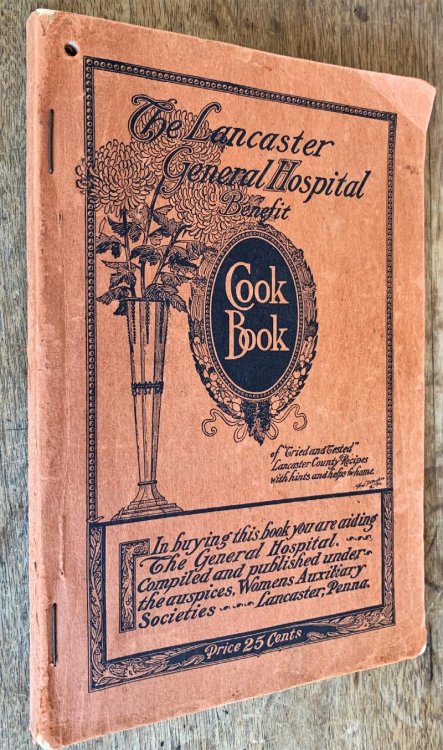 The Lancaster
General Hospital
Benefit
Cook
Book
of "Tried and Tested"
Lancaster County Recipes
with hints and helps to home.
In buying this book you are aiding
The General Hospital.
Compiled and published under
the auspices, Womens Auxiliary
Societies Lancaster, Penna.
Price 25 Cents